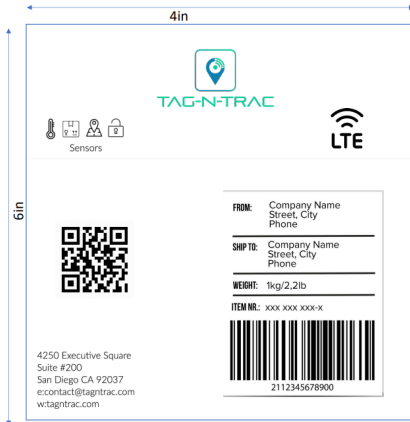 4in
6in
TAG-N-TRAC
Sensors
LTE
FROM: Company Name
Street, City
Phone
SHIP TO: Company Name
Street, City
Phone
WEIGHT: 1kg/2,2lb
ITEM NR.: xxx xxx xxx-x
2112345678900
4250 Executive Square
Suite #200
San Diego CA 92037
e:contact@tagntrac.com
w:tagntrac.com